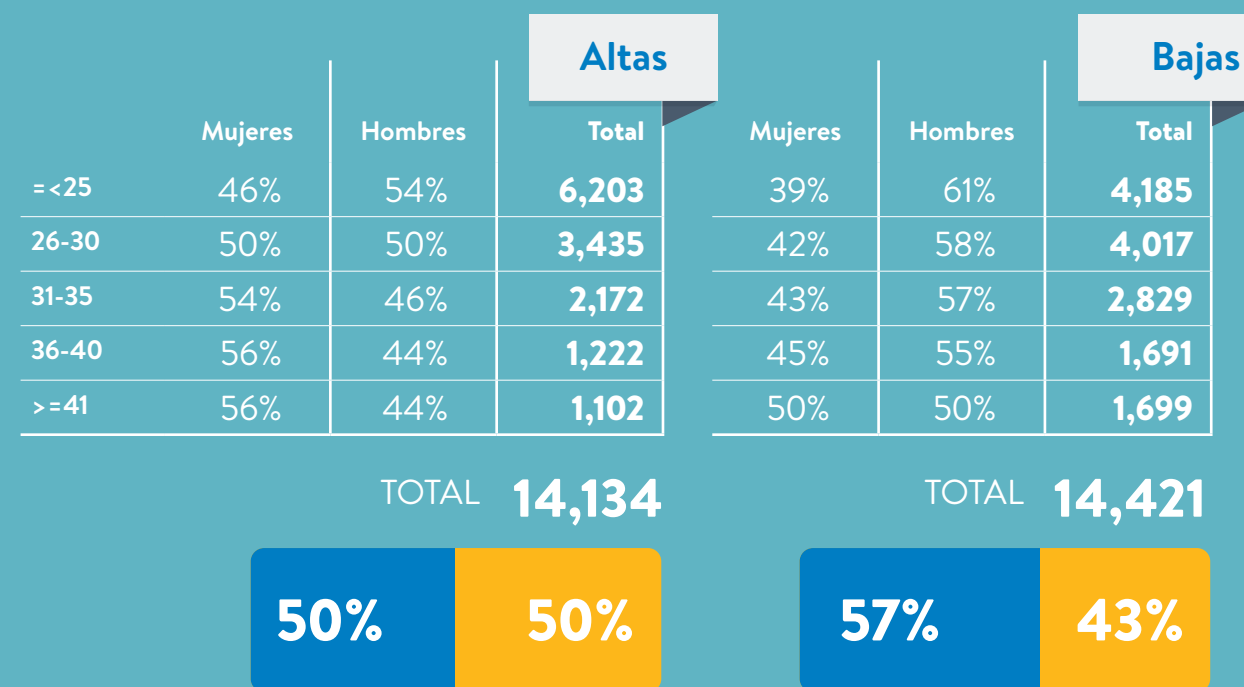 Altas Bajas
Mujeres Hombres Total Mujeres Hombres Total
=<25 46% 54% 6,203 39% 61% 4,185
26-30 50% 50% 3,435 42% 58% 4,017
31-35 54% 46% 2,172 43% 57% 2,829
36-40 56% 44% 1,222 45% 55% 1,691
>=41 56% 44% 1,102 50% 50% 1,699
TOTAL 14,134 TOTAL 14,421
50% 50% 57% 43%